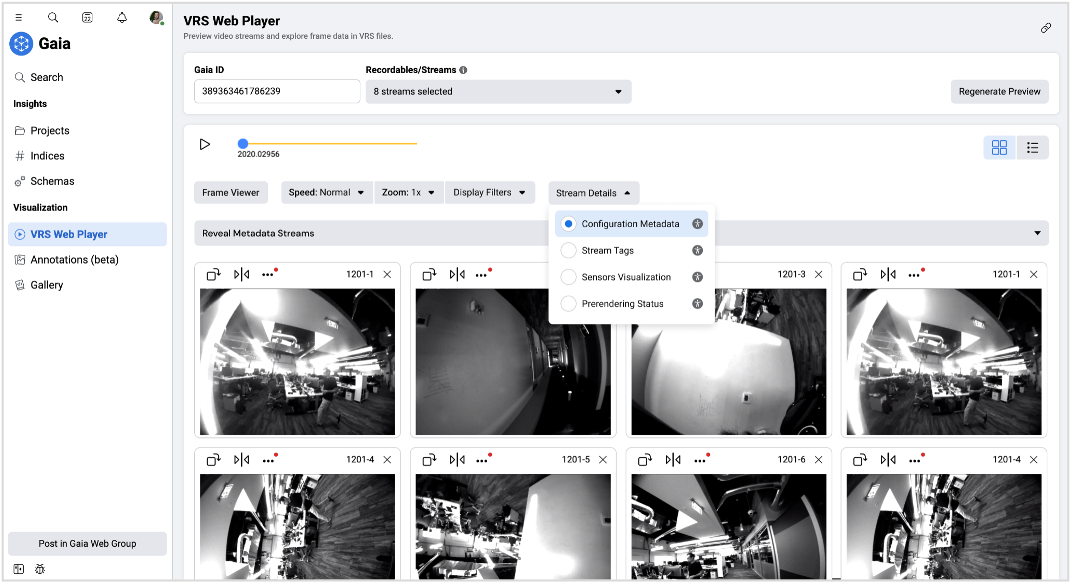 VRS Web Player
Preview video streams and explore frame data in VRS files.
Gaia
Search
Insights
Projects
Indices
Schemas
Visualization
VRS Web Player
Annotations (beta)
Gallery
Post in Gaia Web Group
Gaia ID
389363461786239
Recordables/Streams
8 streams selected
Regenerate Preview
2020.02956
Frame Viewer
Speed: Normal
Zoom: 1x
Display Filters
Stream Details
Configuration Metadata
Stream Tags
Sensors Visualization
Prerendering Status
Reveal Metadata Streams
1201-1
1201-3
1201-1
1201-4
1201-5
1201-6
1201-4